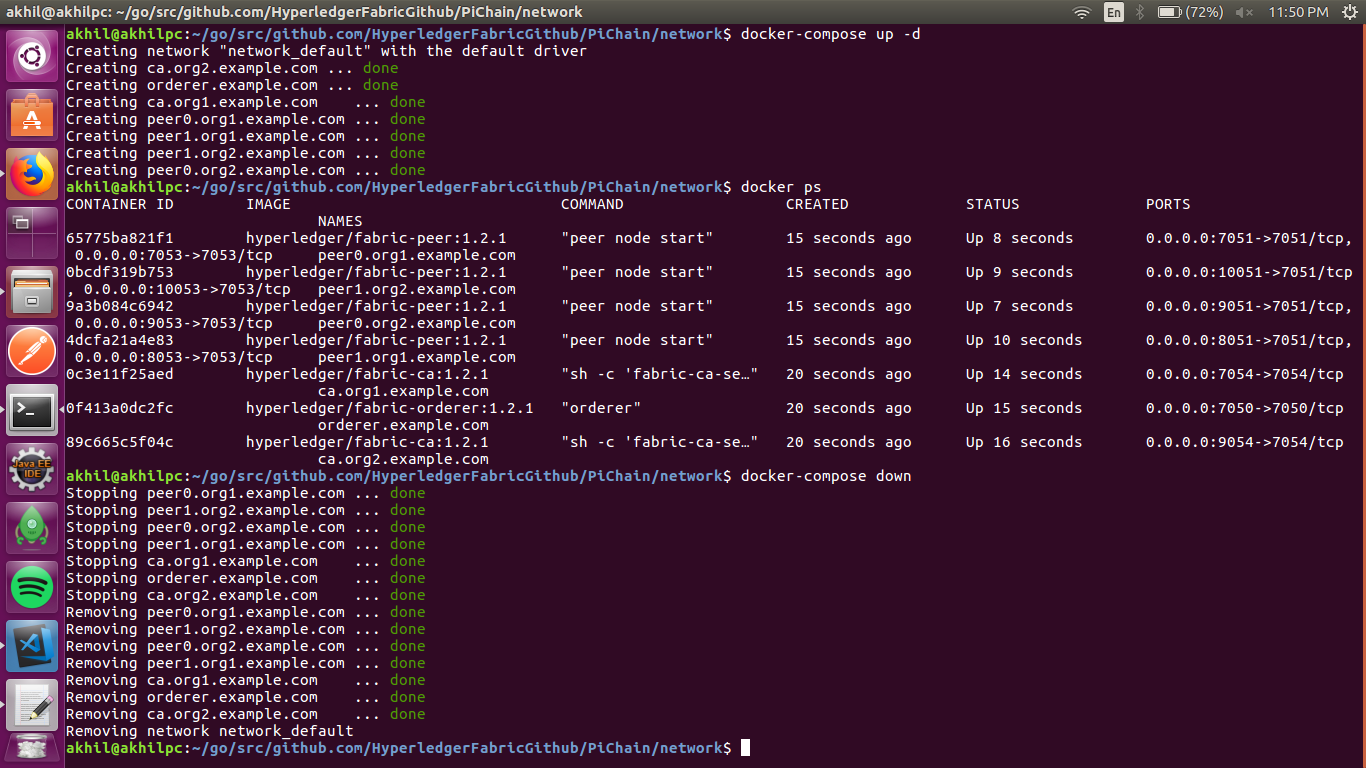 akhil@akhilpc: ~/go/src/github.com/HyperledgerFabricGithub/PiChain/network
En
(72%)
11:50 PM
akhil@akhilpc:~/go/src/github.com/HyperledgerFabricGithub/PiChain/network$ docker-compose up -d
Creating network "network_default" with the default driver
Creating ca.org2.example.com ... done
Creating orderer.example.com ... done
Creating ca.org1.example.com    ... done
Creating peer0.org1.example.com ... done
Creating peer1.org1.example.com ... done
Creating peer1.org2.example.com ... done
Creating peer0.org2.example.com ... done
akhil@akhilpc:~/go/src/github.com/HyperledgerFabricGithub/PiChain/network$ docker ps
CONTAINER ID        IMAGE                              COMMAND                  CREATED             STATUS              PORTS
                            NAMES
65775ba821f1        hyperledger/fabric-peer:1.2.1      "peer node start"        15 seconds ago      Up 8 seconds        0.0.0.0:7051->7051/tcp,
 0.0.0.0:7053->7053/tcp     peer0.org1.example.com
0bcdf319b753        hyperledger/fabric-peer:1.2.1      "peer node start"        15 seconds ago      Up 9 seconds        0.0.0.0:10051->7051/tcp
, 0.0.0.0:10053->7053/tcp   peer1.org2.example.com
9a3b084c6942        hyperledger/fabric-peer:1.2.1      "peer node start"        15 seconds ago      Up 7 seconds        0.0.0.0:9051->7051/tcp,
 0.0.0.0:9053->7053/tcp     peer0.org2.example.com
4dcfa21a4e83        hyperledger/fabric-peer:1.2.1      "peer node start"        15 seconds ago      Up 10 seconds       0.0.0.0:8051->7051/tcp,
 0.0.0.0:8053->7053/tcp     peer1.org1.example.com
0c3e11f25aed        hyperledger/fabric-ca:1.2.1        "sh -c 'fabric-ca-se…"   20 seconds ago      Up 14 seconds       0.0.0.0:7054->7054/tcp
                            ca.org1.example.com
0f413a0dc2fc        hyperledger/fabric-orderer:1.2.1   "orderer"                20 seconds ago      Up 15 seconds       0.0.0.0:7050->7050/tcp
                            orderer.example.com
89c665c5f04c        hyperledger/fabric-ca:1.2.1        "sh -c 'fabric-ca-se…"   20 seconds ago      Up 16 seconds       0.0.0.0:9054->7054/tcp
                            ca.org2.example.com
akhil@akhilpc:~/go/src/github.com/HyperledgerFabricGithub/PiChain/network$ docker-compose down
Stopping peer0.org1.example.com ... done
Stopping peer1.org2.example.com ... done
Stopping peer0.org2.example.com ... done
Stopping peer1.org1.example.com ... done
Stopping ca.org1.example.com    ... done
Stopping orderer.example.com    ... done
Stopping ca.org2.example.com    ... done
Removing peer0.org1.example.com ... done
Removing peer1.org2.example.com ... done
Removing peer0.org2.example.com ... done
Removing peer1.org1.example.com ... done
Removing ca.org1.example.com    ... done
Removing orderer.example.com    ... done
Removing ca.org2.example.com    ... done
Removing network network_default
akhil@akhilpc:~/go/src/github.com/HyperledgerFabricGithub/PiChain/network$
Java EE
IDE